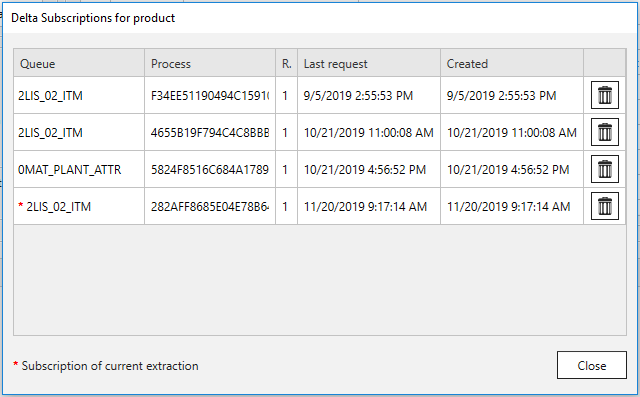 Delta Subscriptions for product
Queue Process R. Last request Created
2LIS_02_ITM F34EE51190494C1591( 1 9/5/2019 2:55:53 PM 9/5/2019 2:55:53 PM
2LIS_02_ITM 4655B19F794C4C8BBB 1 10/21/2019 11:00:08 AM 10/21/2019 11:00:08 AM
0MAT_PLANT_ATTR 5824F8516C684A1789 1 10/21/2019 4:56:52 PM 10/21/2019 4:56:52 PM
* 2LIS_02_ITM 282AFF8685E04E78B64 1 11/20/2019 9:17:14 AM 11/20/2019 9:17:14 AM
* Subscription of current extraction
Close